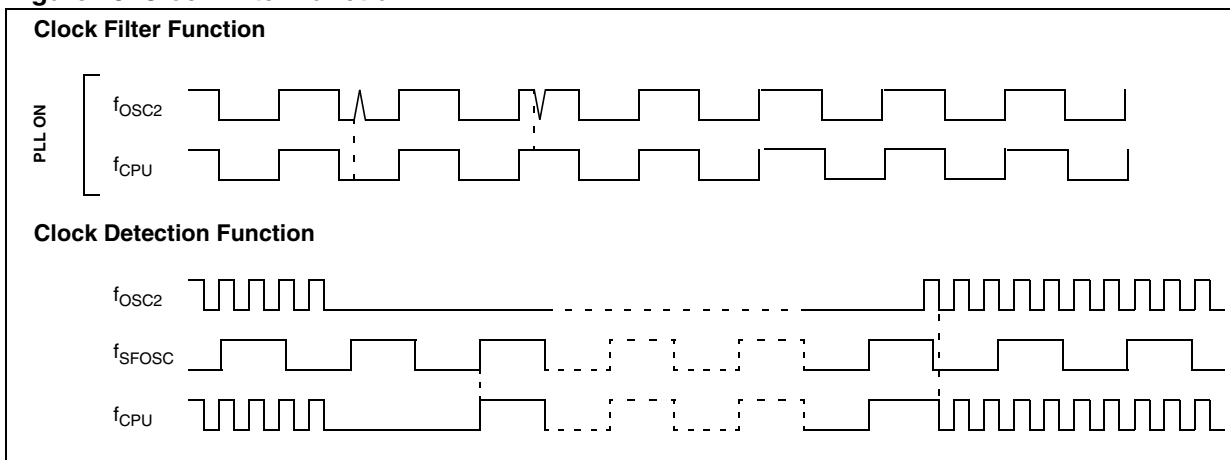 Clock Filter Function
PLL ON
fOSC2
fCPU
Clock Detection Function
fOSC2
fSFOSC
fCPU